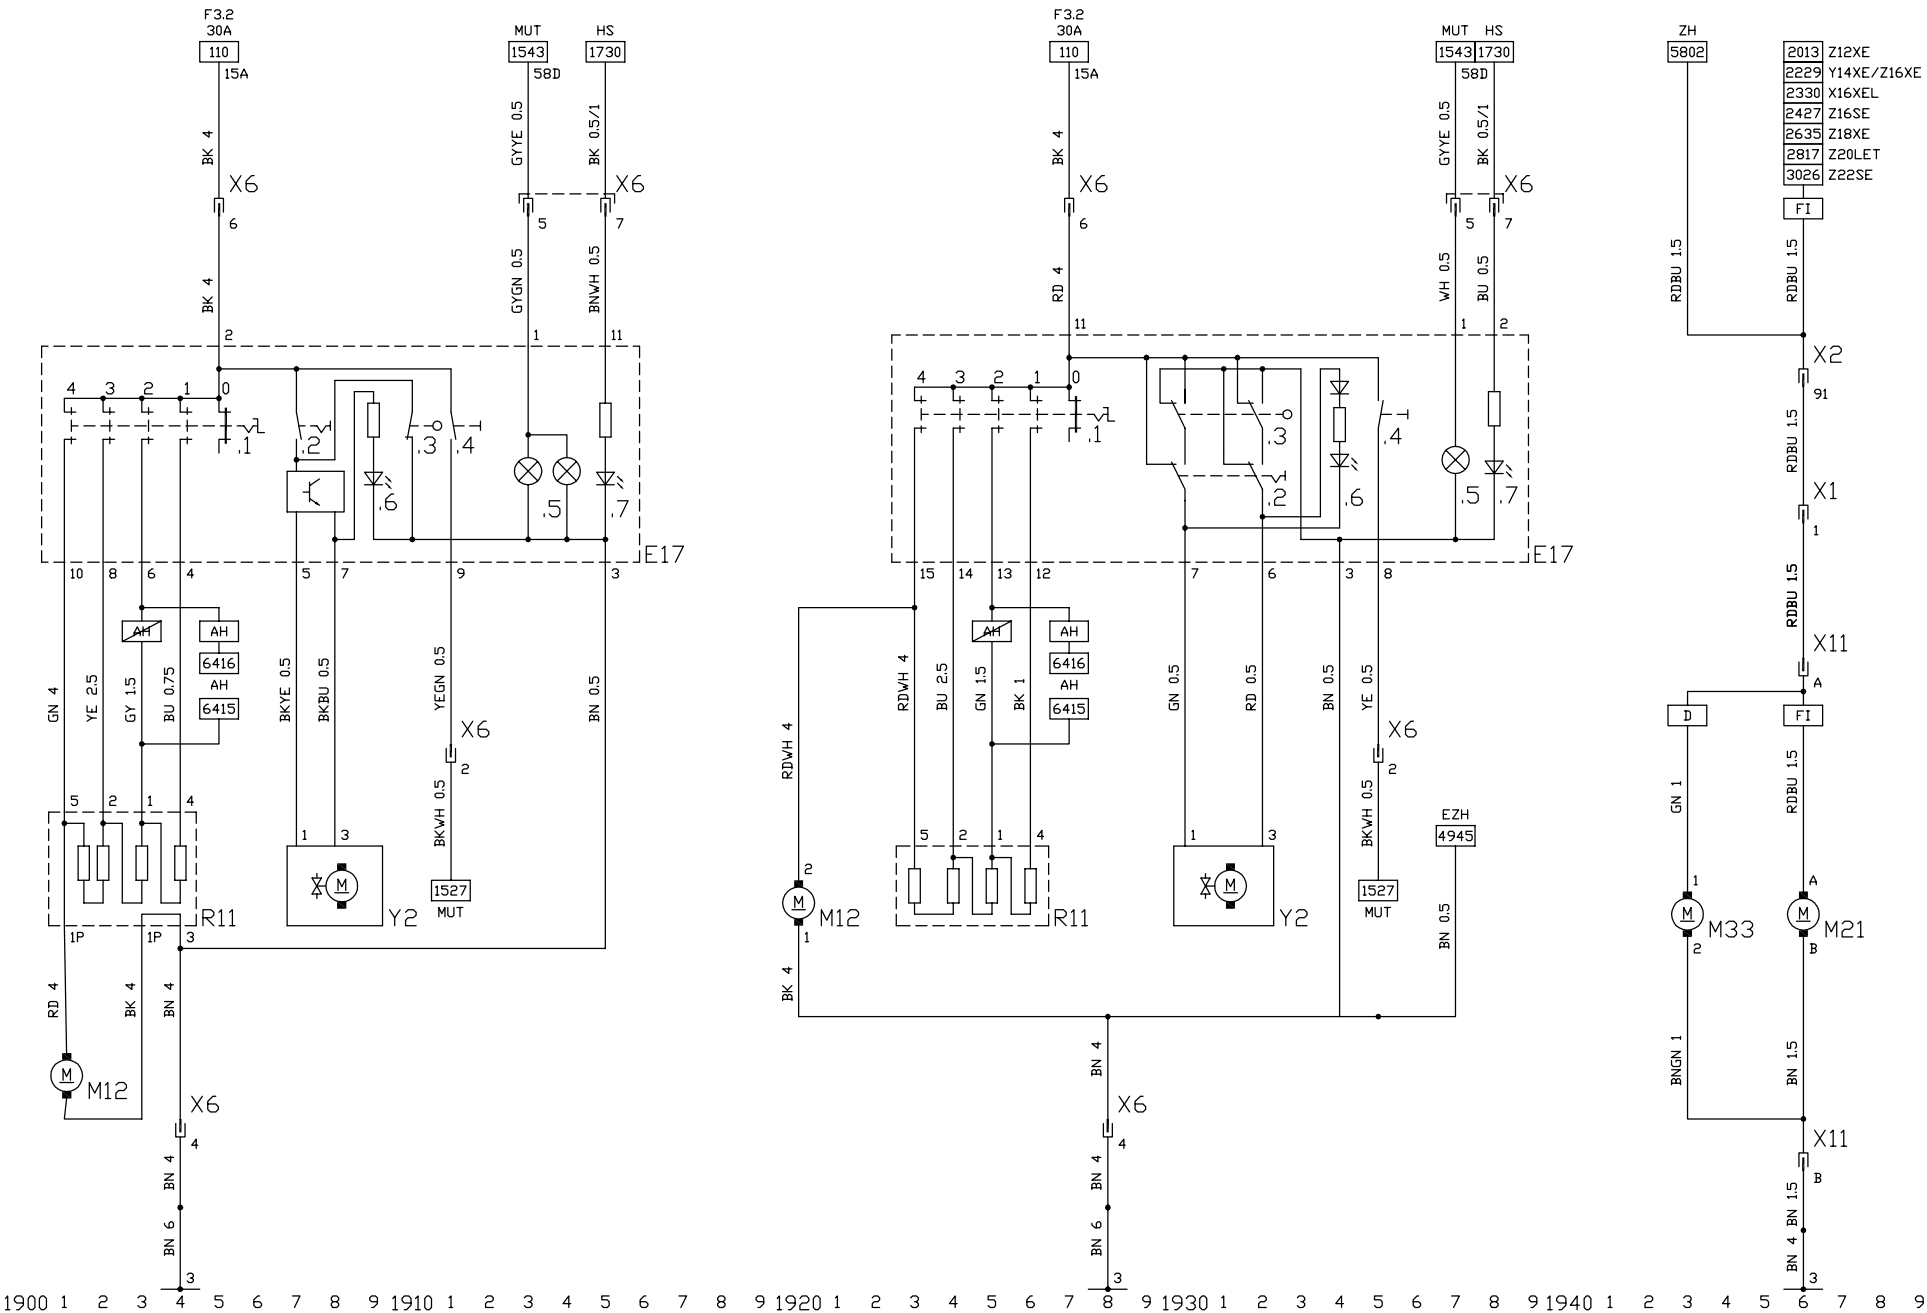 F3.2 MUT HS F3.2 MUT HS ZH
30A 30A
110 1543 1730 110 1543 1730 5802 2013 Z12XE
15A 58D 15A 58D 2229 Y14XE/Z16XE
2330 X16XEL
2427 Z16SE
2635 Z18XE
2817 Z20LET
3026 Z22SE
BK 4 GYYE 0.5 BK 0.5/1 BK 4 GYYE 0.5 BK 0.5/1
X6 X6 X6 X6
FI
6 5 7 6 5 7
BK 4 GYGN 0.5 BNWH 0.5 RD 4 WH 0.5 BU 0.5 RDBU 1.5 RDBU 1.5
2 1 11 11 1 2
X2
91
4 3 2 1 0 4 3 2 1 0
.1 .2 .3 .4 .1 .3 .4
RDBU 1.5
.6 .5 .7 .2 .6 .5 .7
X1
1
E17 E17
10 8 6 4 5 7 9 3 15 14 13 12 7 6 3 8
RDBU 1.5
AH AH AH AH
6416 6416
AH AH
6415 6415
X11
A
GN 4 YE 2.5 GY 1.5 BU 0.75 BKYE 0.5 BKBU 0.5 YEGN 0.5 BN 0.5 RDWH 4 BU 2.5 GN 1.5 BK 1 GN 0.5 RD 0.5 BN 0.5 YE 0.5
D FI
X6 X6
2 2
RDWH 4 GN 1 RDBU 1.5
5 2 1 4 BKWH 0.5 BKWH 0.5
EZH
4945
1 3 5 2 1 4 1 3
2 1 A
M M M M M
1527 1527
MUT MUT
R11 Y2 M12 R11 Y2 M33 M21
1P 1P 3 1 2 B
BN 0.5
RD 4 BK 4 BN 4 BK 4
M
M12
BN 4 BNGN 1 BN 1.5
X6 X6
4 4
X11
B
BN 4 BN 4 BN 1.5
BN 6 BN 6 BN 4
3 3 3
1900 1 2 3 4 5 6 7 8 9 1910 1 2 3 4 5 6 7 8 9 1920 1 2 3 4 5 6 7 8 9 1930 1 2 3 4 5 6 7 8 9 1940 1 2 3 4 5 6 7 8 9